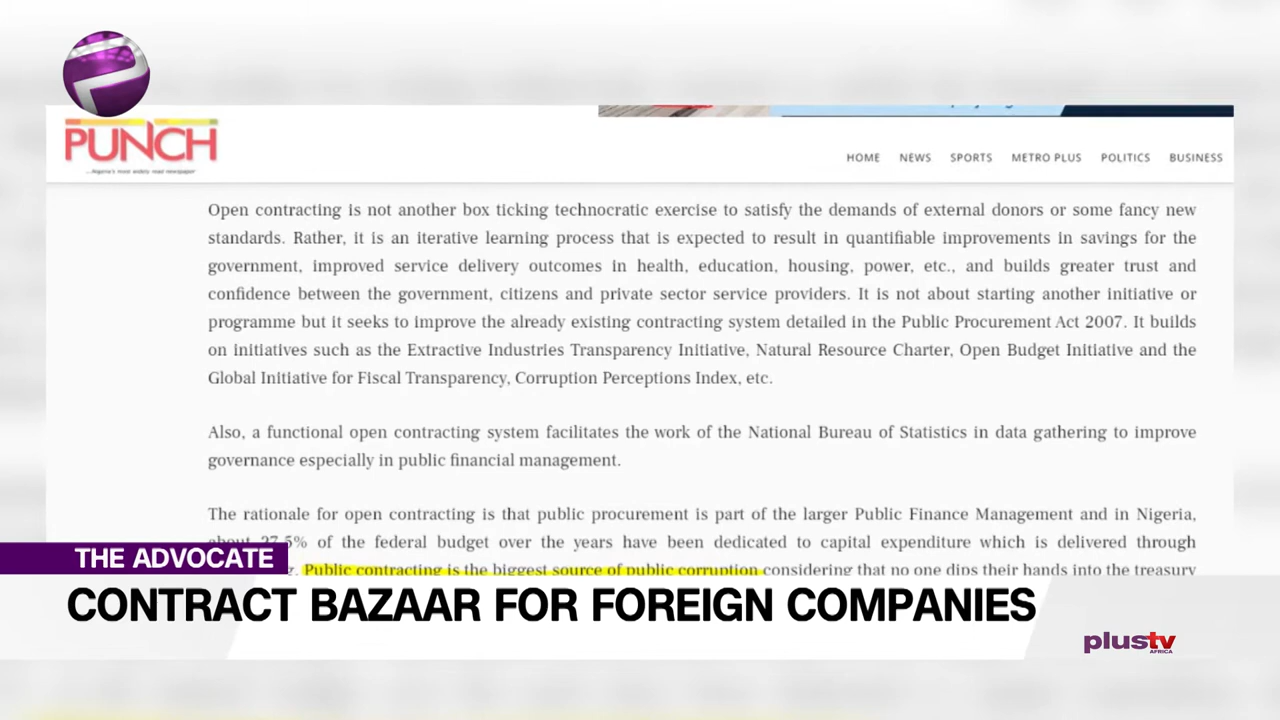 PUNCH
...Nigeria's most widely read newspaper
HOME NEWS SPORTS METRO PLUS POLITICS BUSINESS
Open contracting is not another box ticking technocratic exercise to satisfy the demands of external donors or some fancy new
standards. Rather, it is an iterative learning process that is expected to result in quantifiable improvements in savings for the
government, improved service delivery outcomes in health, education, housing, power, etc., and builds greater trust and
confidence between the government, citizens and private sector service providers. It is not about starting another initiative or
programme but it seeks to improve the already existing contracting system detailed in the Public Procurement Act 2007. It builds
on initiatives such as the Extractive Industries Transparency Initiative, Natural Resource Charter, Open Budget Initiative and the
Global Initiative for Fiscal Transparency, Corruption Perceptions Index, etc.
Also, a functional open contracting system facilitates the work of the National Bureau of Statistics in data gathering to improve
governance especially in public financial management.
The rationale for open contracting is that public procurement is part of the larger Public Finance Management and in Nigeria,
about 27.5% of the federal budget over the years have been dedicated to capital expenditure which is delivered through
Public contracting is the biggest source of public corruption considering that no one dips their hands into the treasury
THE ADVOCATE
CONTRACT BAZAAR FOR FOREIGN COMPANIES
plustv
AFRICA